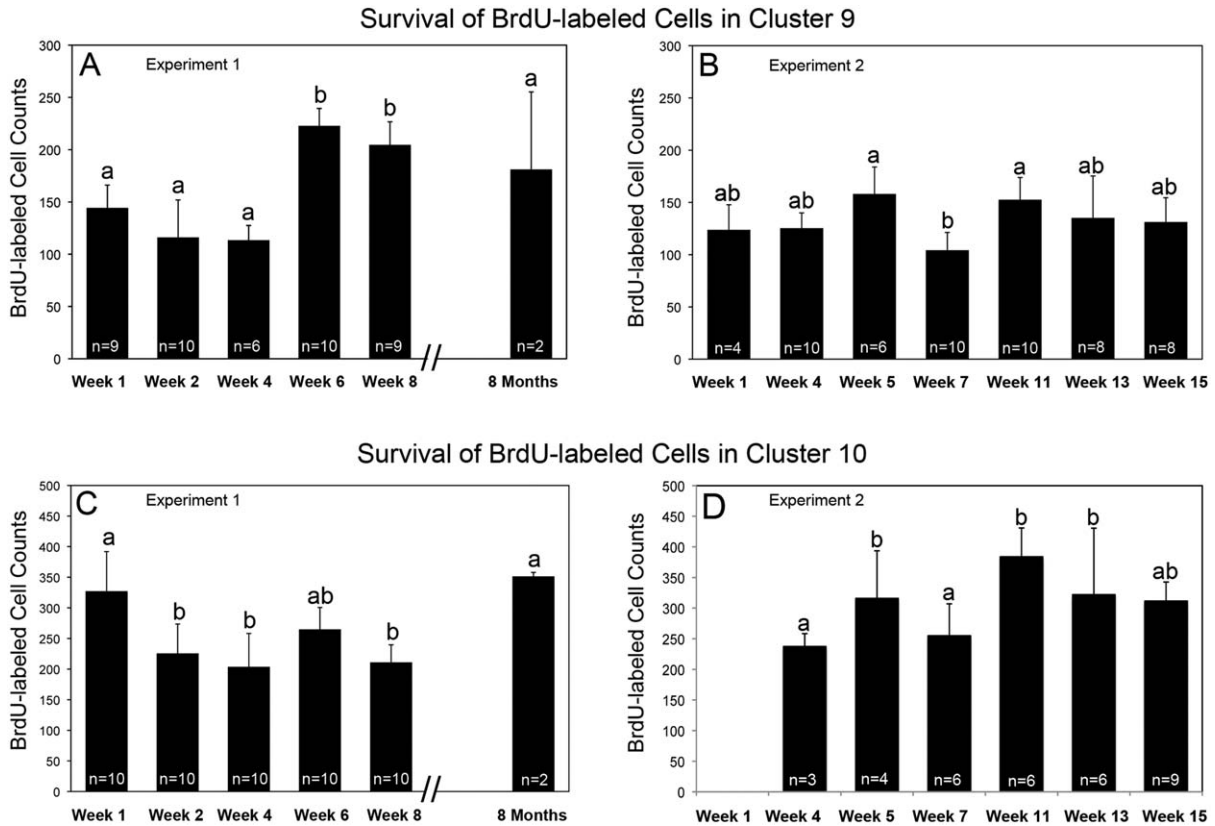 Survival of BrdU-labeled Cells in Cluster 9
A
Experiment 1
BrdU-labeled Cell Counts
300
250
200
150
100
50
0
a
a
a
b
b
a
n=9
n=10
n=6
n=10
n=9
n=2
Week 1 Week 2 Week 4 Week 6 Week 8 // 8 Months
B
Experiment 2
BrdU-labeled Cell Counts
300
250
200
150
100
50
0
ab
ab
a
b
a
ab
ab
n=4
n=10
n=6
n=10
n=10
n=8
n=8
Week 1 Week 4 Week 5 Week 7 Week 11 Week 13 Week 15
Survival of BrdU-labeled Cells in Cluster 10
C
Experiment 1
BrdU-labeled Cell Counts
500
450
400
350
300
250
200
150
100
50
0
a
b
b
ab
b
a
n=10
n=10
n=10
n=10
n=10
n=2
Week 1 Week 2 Week 4 Week 6 Week 8 // 8 Months
D
Experiment 2
BrdU-labeled Cell Counts
500
450
400
350
300
250
200
150
100
50
0
a
b
a
b
b
ab
n=3
n=4
n=6
n=6
n=6
n=9
Week 1 Week 4 Week 5 Week 7 Week 11 Week 13 Week 15